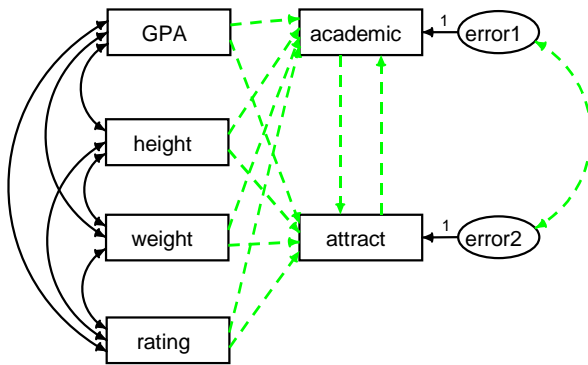 GPA
academic
1
error1
height
weight
attract
1
error2
rating